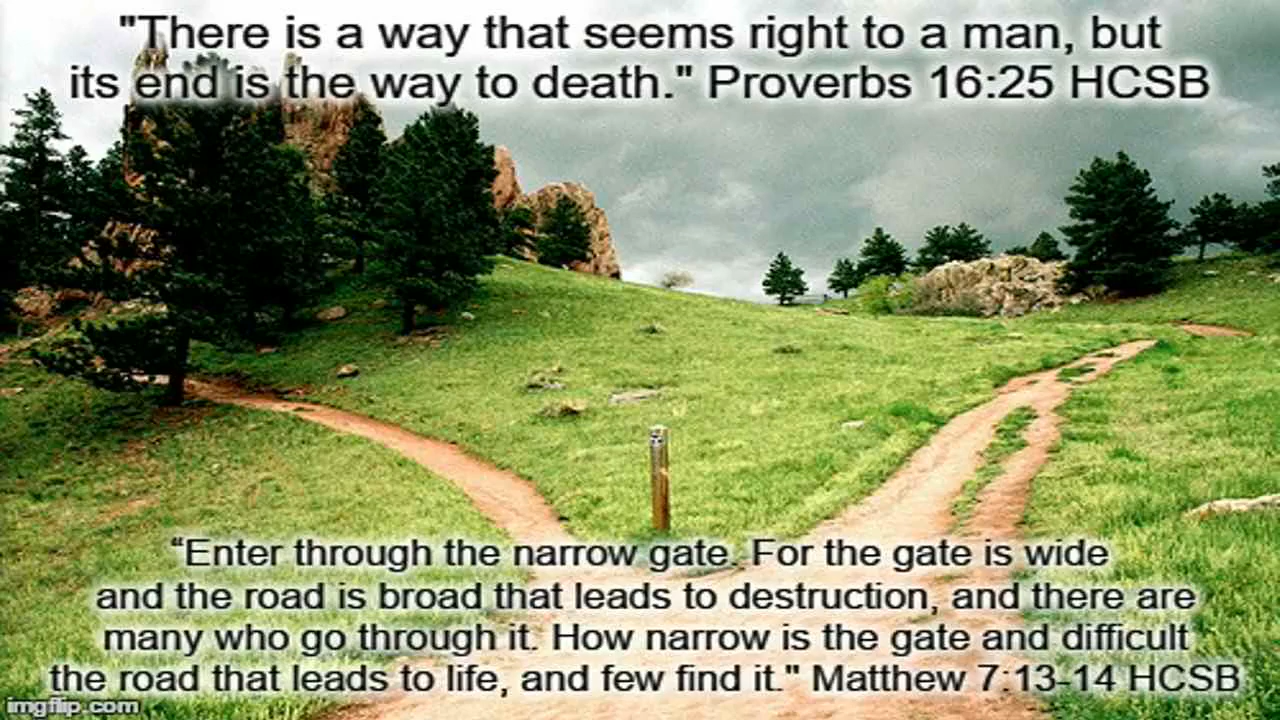 "There is a way that seems right to a man, but
its end is the way to death." Proverbs 16:25 HCSB
“Enter through the narrow gate. For the gate is wide
and the road is broad that leads to destruction, and there are
many who go through it. How narrow is the gate and difficult
the road that leads to life, and few find it." Matthew 7:13-14 HCSB
imgflip.com